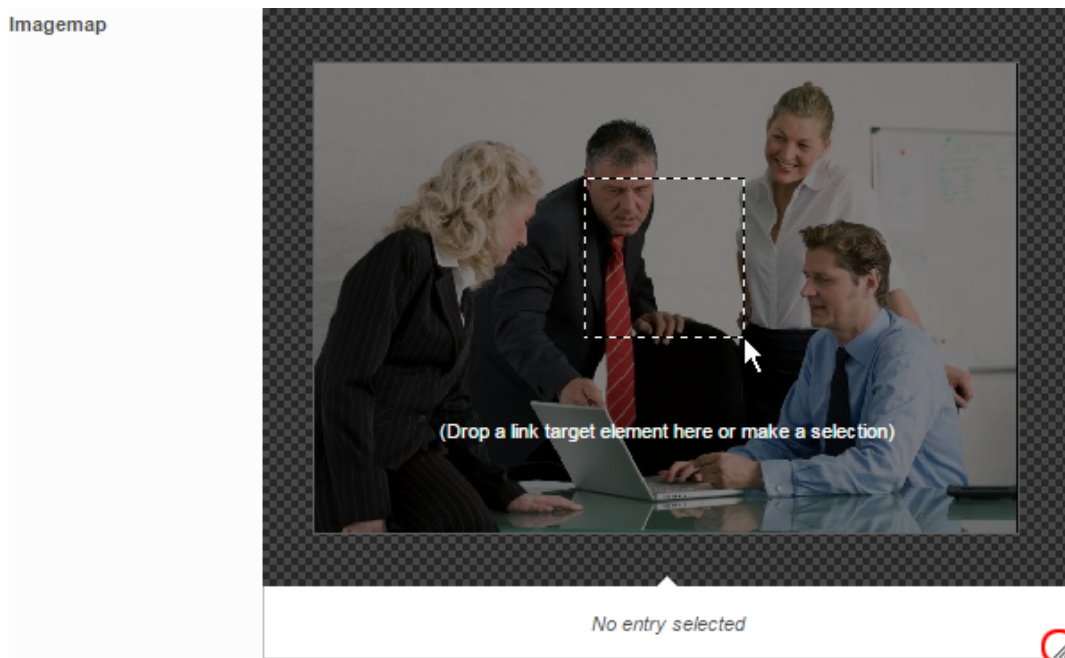 Imagemap
(Drop a link target element here or make a selection)
No entry selected